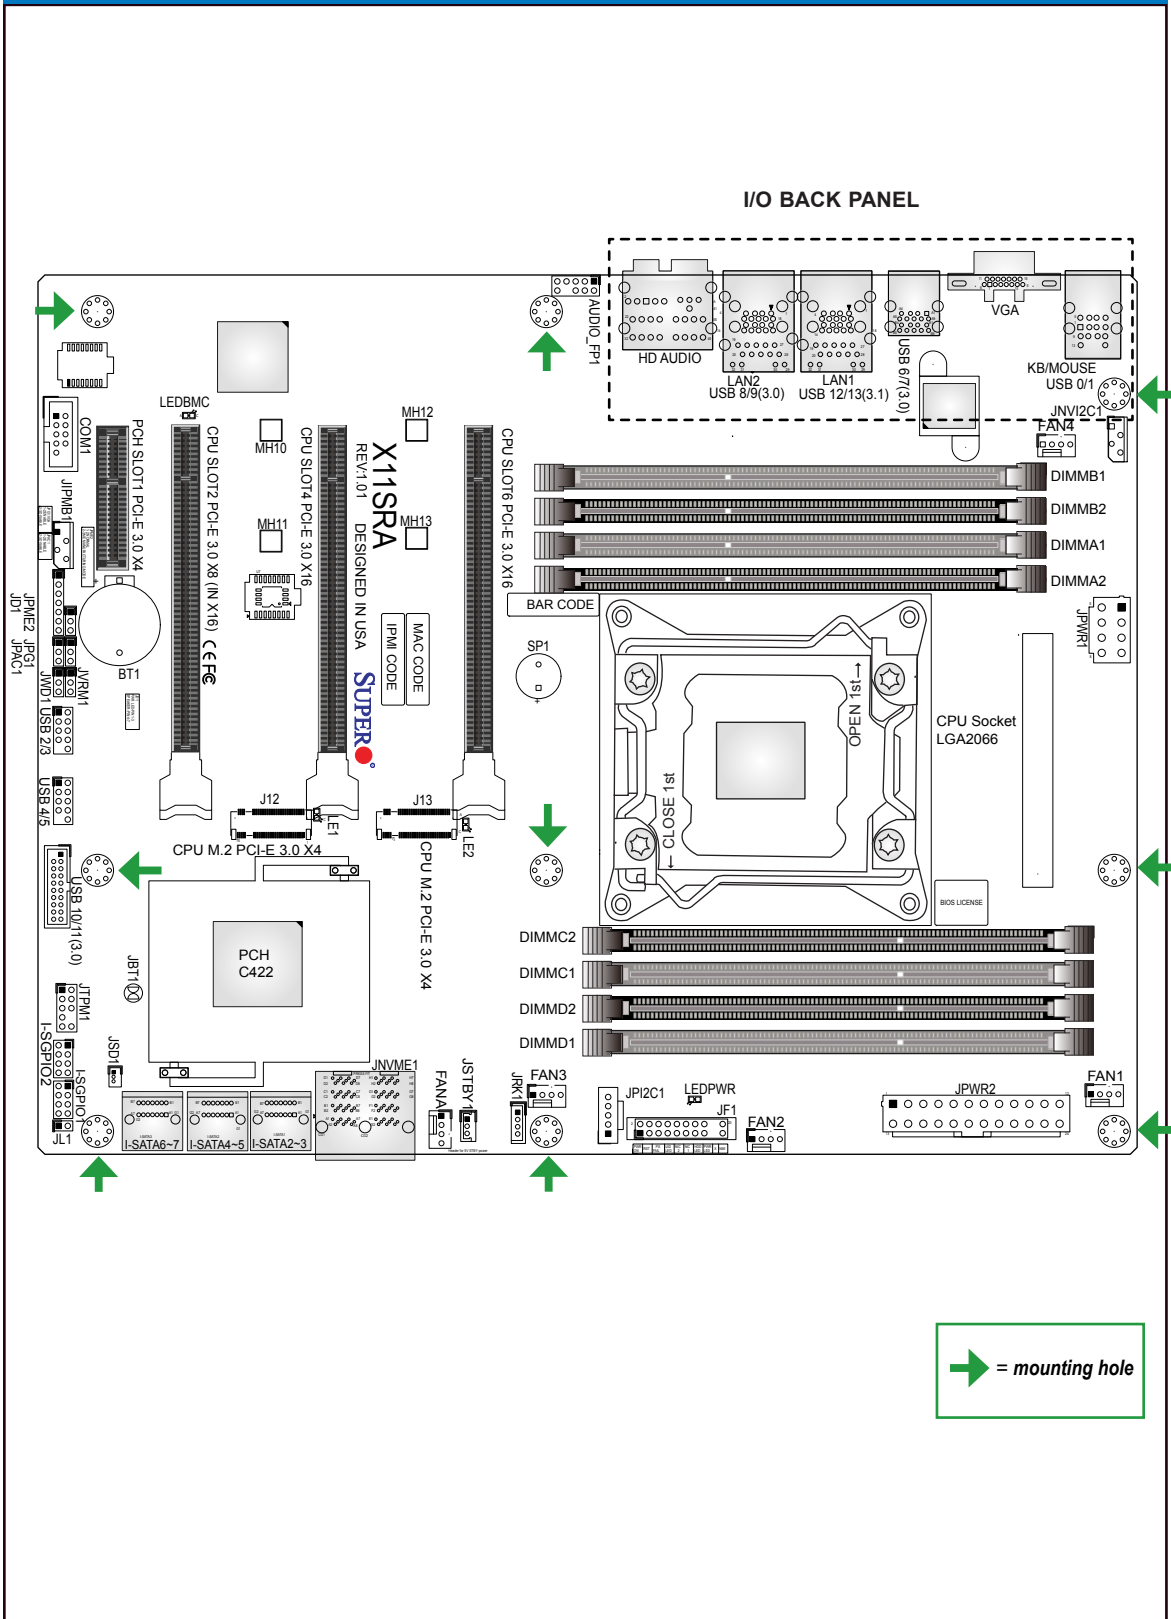 I/O BACK PANEL
AUDIO_FP1
HD AUDIO
LAN2
USB 8/9(3.0)
LAN1
USB 12/13(3.1)
USB 6/7(3.0)
VGA
KB/MOUSE
USB 0/1
JNVI2C1
FAN4
COM1
LEDBMC
PCH SLOT1 PCI-E 3.0 X4
CPU SLOT2 PCI-E 3.0 X8 (IN X16)
MH10
MH11
CPU SLOT4 PCI-E 3.0 X16
X11SRA
REV:1.01
DESIGNED IN USA
MH12
MH13
CPU SLOT6 PCI-E 3.0 X16
DIMMB1
DIMMB2
DIMMA1
DIMMA2
JIPMB1
BAR CODE
IPMI CODE
MAC CODE
SUPER
SP1
JPME2
JD1
JPG1
JPAC1
JVRM1
JWD1
BT1
CE FC
JPWR1
OPEN 1st
CLOSE 1st
CPU Socket
LGA2066
USB 2/3
USB 4/5
J12
LE1
J13
LE2
CPU M.2 PCI-E 3.0 X4
CPU M.2 PCI-E 3.0 X4
USB 10/11(3.0)
BIOS LICENSE
PCH
C422
JBT1
DIMMC2
DIMMC1
DIMMD2
DIMMD1
JTPM1
I-SGPIO2
I-SGPIO1
JSD1
JL1
I-SATA6~7
I-SATA4~5
I-SATA2~3
JNVME1
FANA
JSTBY1
JRK1
FAN3
JPI2C1
LEDPWR
JF1
FAN2
JPWR2
FAN1
= mounting hole